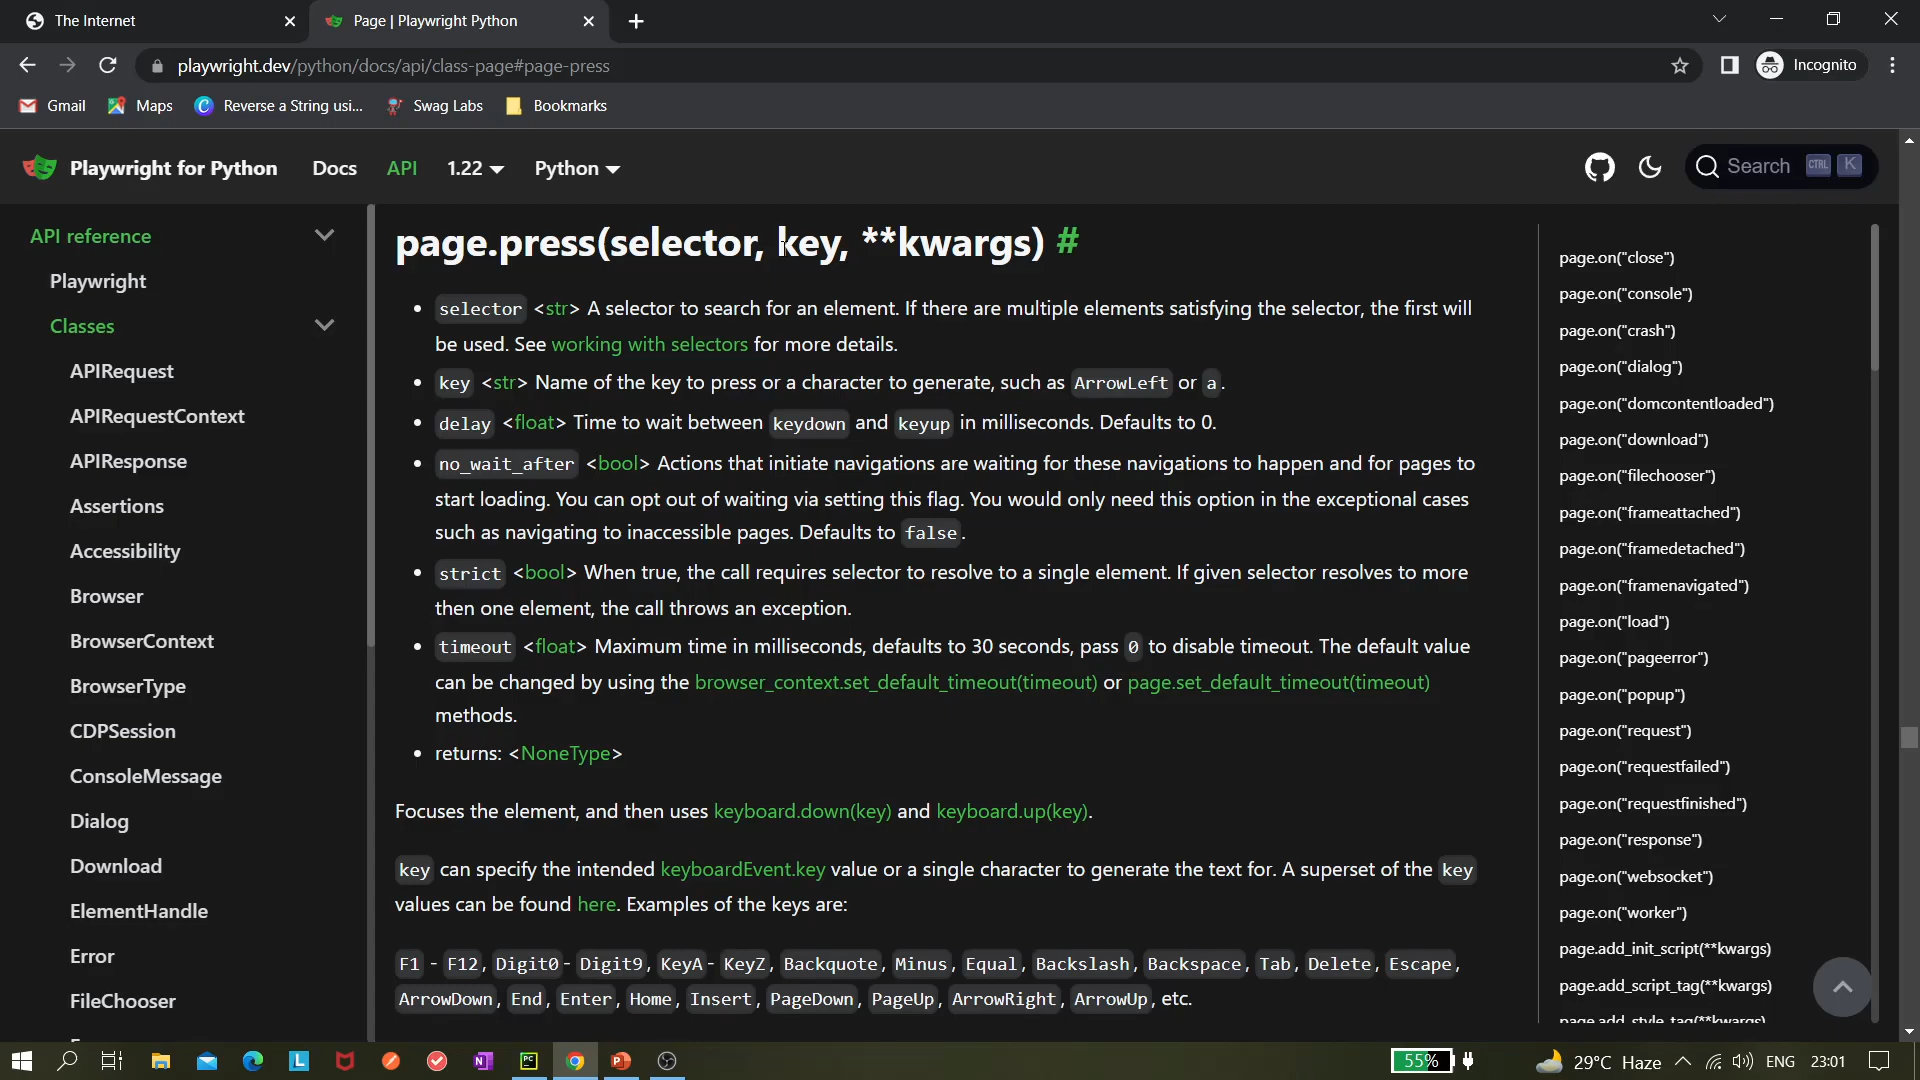 The Internet
Page | Playwright Python
playwright.dev/python/docs/api/class-page#page-press
Incognito
Gmail
Maps
Reverse a String usi...
Swag Labs
Bookmarks
Playwright for Python
Docs
API
1.22
Python
Search CTRL K
API reference
Playwright
Classes
APIRequest
APIRequestContext
APIResponse
Assertions
Accessibility
Browser
BrowserContext
BrowserType
CDPSession
ConsoleMessage
Dialog
Download
ElementHandle
Error
FileChooser
page.press(selector, key, **kwargs) #
selector <str> A selector to search for an element. If there are multiple elements satisfying the selector, the first will
be used. See working with selectors for more details.
key <str> Name of the key to press or a character to generate, such as ArrowLeft or a.
delay <float> Time to wait between keydown and keyup in milliseconds. Defaults to 0.
no_wait_after <bool> Actions that initiate navigations are waiting for these navigations to happen and for pages to
start loading. You can opt out of waiting via setting this flag. You would only need this option in the exceptional cases
such as navigating to inaccessible pages. Defaults to false.
strict <bool> When true, the call requires selector to resolve to a single element. If given selector resolves to more
then one element, the call throws an exception.
timeout <float> Maximum time in milliseconds, defaults to 30 seconds, pass 0 to disable timeout. The default value
can be changed by using the browser_context.set_default_timeout(timeout) or page.set_default_timeout(timeout)
methods.
returns: <NoneType>
Focuses the element, and then uses keyboard.down(key) and keyboard.up(key).
key can specify the intended keyboardEvent.key value or a single character to generate the text for. A superset of the key
values can be found here. Examples of the keys are:
F1 - F12, Digit0- Digit9, KeyA- KeyZ, Backquote, Minus, Equal, Backslash, Backspace, Tab, Delete, Escape,
ArrowDown, End, Enter, Home, Insert, PageDown, PageUp, ArrowRight, ArrowUp, etc.
page.on("close")
page.on("console")
page.on("crash")
page.on("dialog")
page.on("domcontentloaded")
page.on("download")
page.on("filechooser")
page.on("frameattached")
page.on("framedetached")
page.on("framenavigated")
page.on("load")
page.on("pageerror")
page.on("popup")
page.on("request")
page.on("requestfailed")
page.on("requestfinished")
page.on("response")
page.on("websocket")
page.on("worker")
page.add_init_script(**kwargs)
page.add_script_tag(**kwargs)
page.add_style_tag(**kwargs)
55%
29°C Haze
ENG
23:01